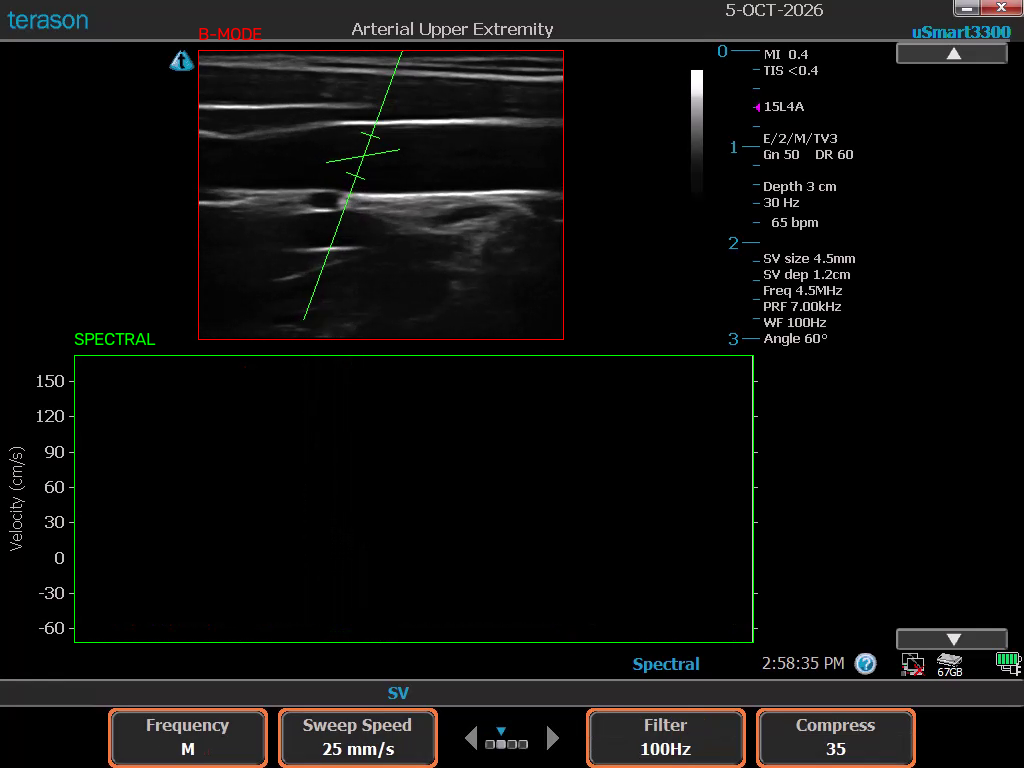 terason
B-MODE
Arterial Upper Extremity
5-OCT-2026
uSmart3300
0
MI 0.4
TIS <0.4
15L4A
1
E/2/M/TV3
Gn 50 DR 60
Depth 3 cm
30 Hz
65 bpm
2
SV size 4.5mm
SV dep 1.2cm
Freq 4.5MHz
PRF 7.00kHz
WF 100Hz
3
Angle 60°
SPECTRAL
150
120
90
60
30
0
-30
-60
Velocity (cm/s)
Spectral
2:58:35 PM
?
67GB
SV
Frequency
M
Sweep Speed
25 mm/s
Filter
100Hz
Compress
35